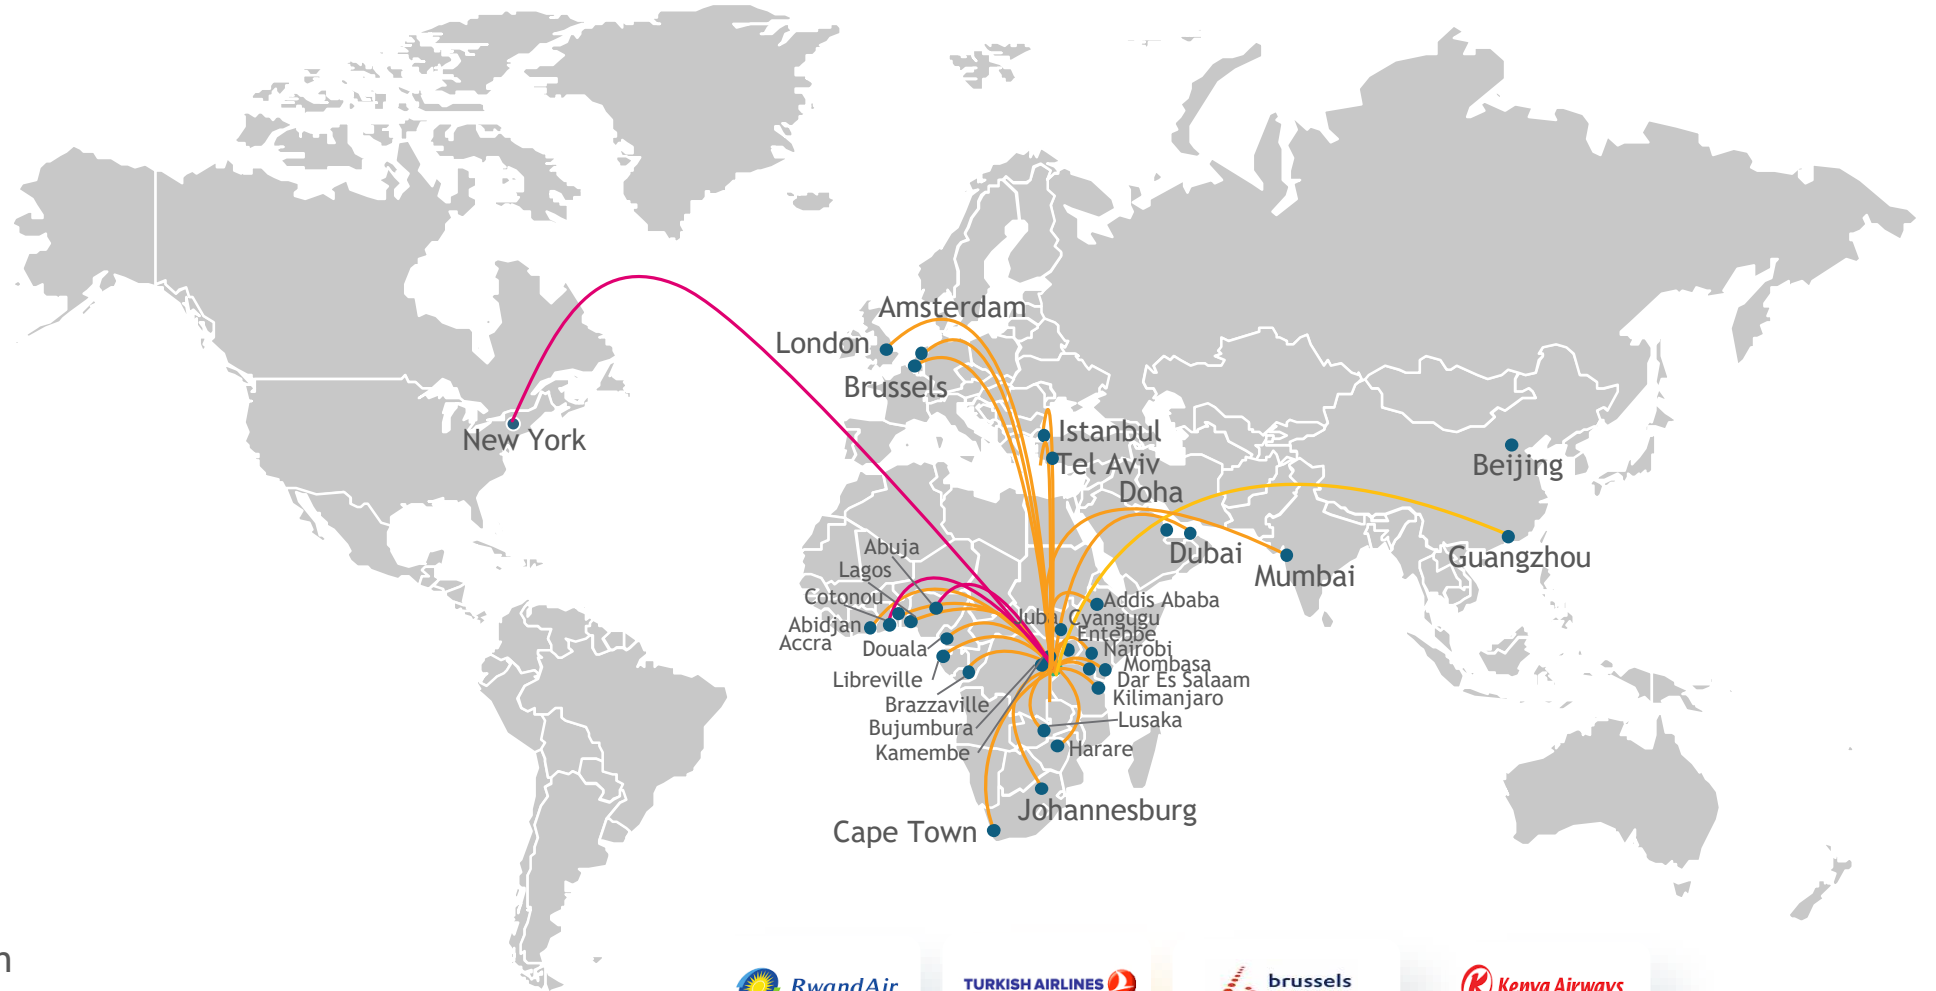 Amsterdam
London
Brussels
New York
Istanbul
Tel Aviv
Beijing
Doha
Abuja
Dubai
Guangzhou
Lagos
Mumbai
Cotonou
Addis Ababa
Juba Cyangugu
Abidjan
Entebbe
Accra
Douala
Nairobi
Mombasa
Libreville
Dar Es Salaam
Kilimanjaro
Brazzaville
Lusaka
Bujumbura
Kamembe
Harare
Johannesburg
Cape Town
n
RwandAir
TURKISH AIRLINES
brussels
Kenya Airways